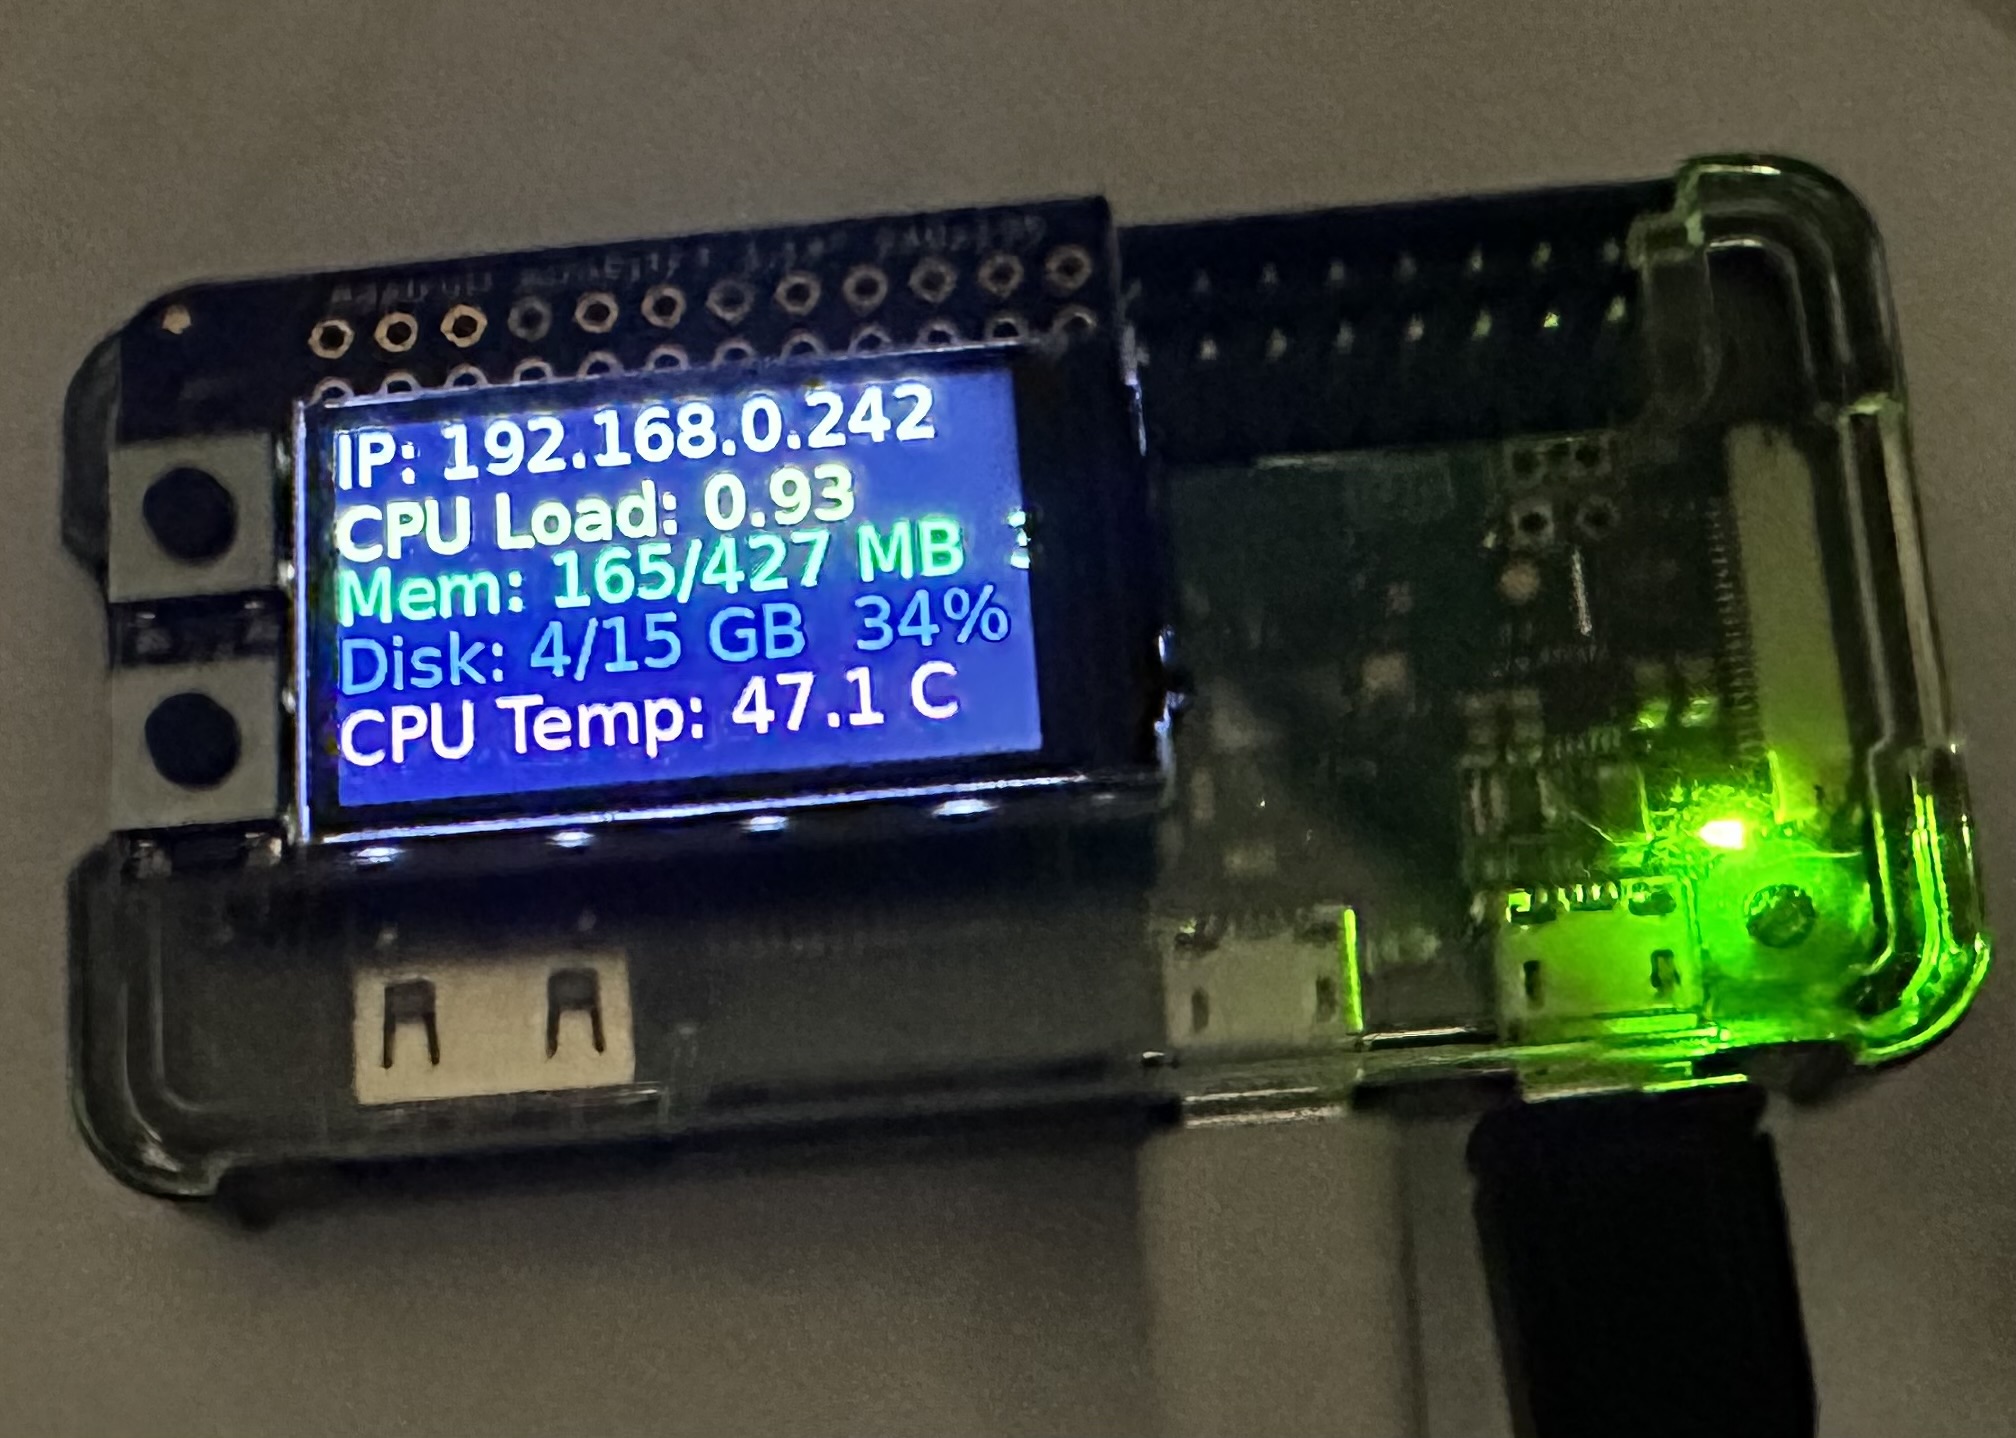 IP: 192.168.0.242
CPU Load: 0.93
Mem: 165/427 MB
Disk: 4/15 GB 34%
CPU Temp: 47.1 C